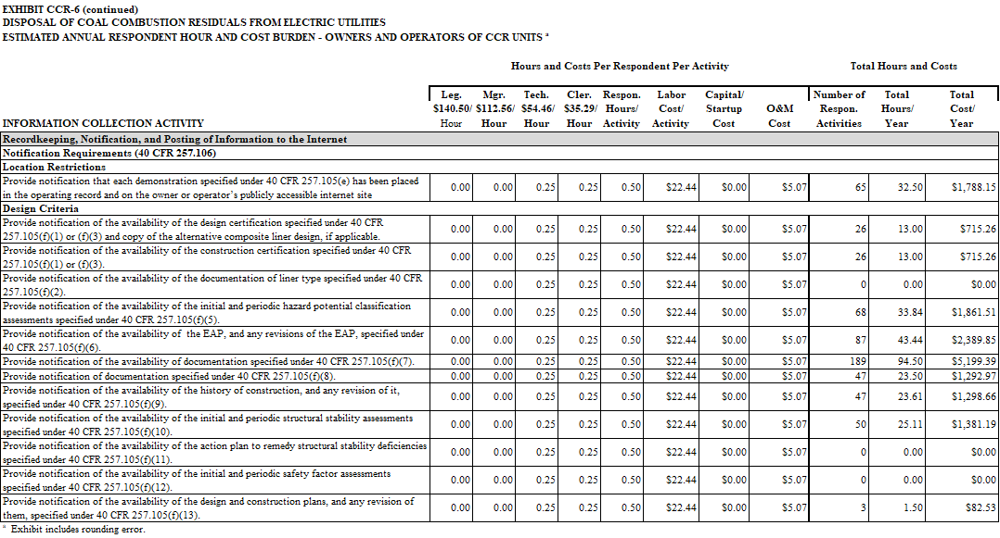 EXHIBIT CCR-6 (continued)
DISPOSAL OF COAL COMBUSTION RESIDUALS FROM ELECTRIC UTILITIES
ESTIMATED ANNUAL RESPONDENT HOUR AND COST BURDEN - OWNERS AND OPERATORS OF CCR UNITS ª
Hours and Costs Per Respondent Per Activity Total Hours and Costs
Leg. Mgr. Tech. Cler. Respon. Labor Capital/ Number of Total Total
$140.50/ $112.56/ $54.46/ $35.29/ Hours/ Cost/ Startup O&M Respon. Hours/ Cost/
INFORMATION COLLECTION ACTIVITY Hour Hour Hour Hour Activity Activity Cost Cost Activities Year Year
Recordkeeping, Notification, and Posting of Information to the Internet
Notification Requirements (40 CFR 257.106)
Location Restrictions
Provide notification that each demonstration specified under 40 CFR 257.105(e) has been placed
in the operating record and on the owner or operator's publicly accessible internet site 0.00 0.00 0.25 0.25 0.50 $22.44 $0.00 $5.07 65 32.50 $1,788.15
Design Criteria
Provide notification of the availability of the design certification specified under 40 CFR
257.105(f)(1) or (f)(3) and copy of the alternative composite liner design, if applicable. 0.00 0.00 0.25 0.25 0.50 $22.44 $0.00 $5.07 26 13.00 $715.26
Provide notification of the availability of the construction certification specified under 40 CFR
257.105(f)(1) or (f)(3). 0.00 0.00 0.25 0.25 0.50 $22.44 $0.00 $5.07 26 13.00 $715.26
Provide notification of the availability of the documentation of liner type specified under 40 CFR
257.105(f)(2). 0.00 0.00 0.25 0.25 0.50 $22.44 $0.00 $5.07 0 0.00 $0.00
Provide notification of the availability of the initial and periodic hazard potential classification
assessments specified under 40 CFR 257.105(f)(5). 0.00 0.00 0.25 0.25 0.50 $22.44 $0.00 $5.07 68 33.84 $1,861.51
Provide notification of the availability of the EAP, and any revisions of the EAP, specified under
40 CFR 257.105(f)(6). 0.00 0.00 0.25 0.25 0.50 $22.44 $0.00 $5.07 87 43.44 $2,389.85
Provide notification of the availability of documentation specified under 40 CFR 257.105(f)(7). 0.00 0.00 0.25 0.25 0.50 $22.44 $0.00 $5.07 189 94.50 $5,199.39
Provide notification of documentation specified under 40 CFR 257.105(f)(8). 0.00 0.00 0.25 0.25 0.50 $22.44 $0.00 $5.07 47 23.50 $1,292.97
Provide notification of the availability of the history of construction, and any revision of it,
specified under 40 CFR 257.105(f)(9). 0.00 0.00 0.25 0.25 0.50 $22.44 $0.00 $5.07 47 23.61 $1,298.66
Provide notification of the availability of the initial and periodic structural stability assessments
specified under 40 CFR 257.105(f)(10). 0.00 0.00 0.25 0.25 0.50 $22.44 $0.00 $5.07 50 25.11 $1,381.19
Provide notification of the availability of the action plan to remedy structural stability deficiencies
specified under 40 CFR 257.105(f)(11). 0.00 0.00 0.25 0.25 0.50 $22.44 $0.00 $5.07 0 0.00 $0.00
Provide notification of the availability of the initial and periodic safety factor assessments
specified under 40 CFR 257.105(f)(12). 0.00 0.00 0.25 0.25 0.50 $22.44 $0.00 $5.07 0 0.00 $0.00
Provide notification of the availability of the design and construction plans, and any revision of
them, specified under 40 CFR 257.105(f)(13). 0.00 0.00 0.25 0.25 0.50 $22.44 $0.00 $5.07 3 1.50 $82.53
ª Exhibit includes rounding error.